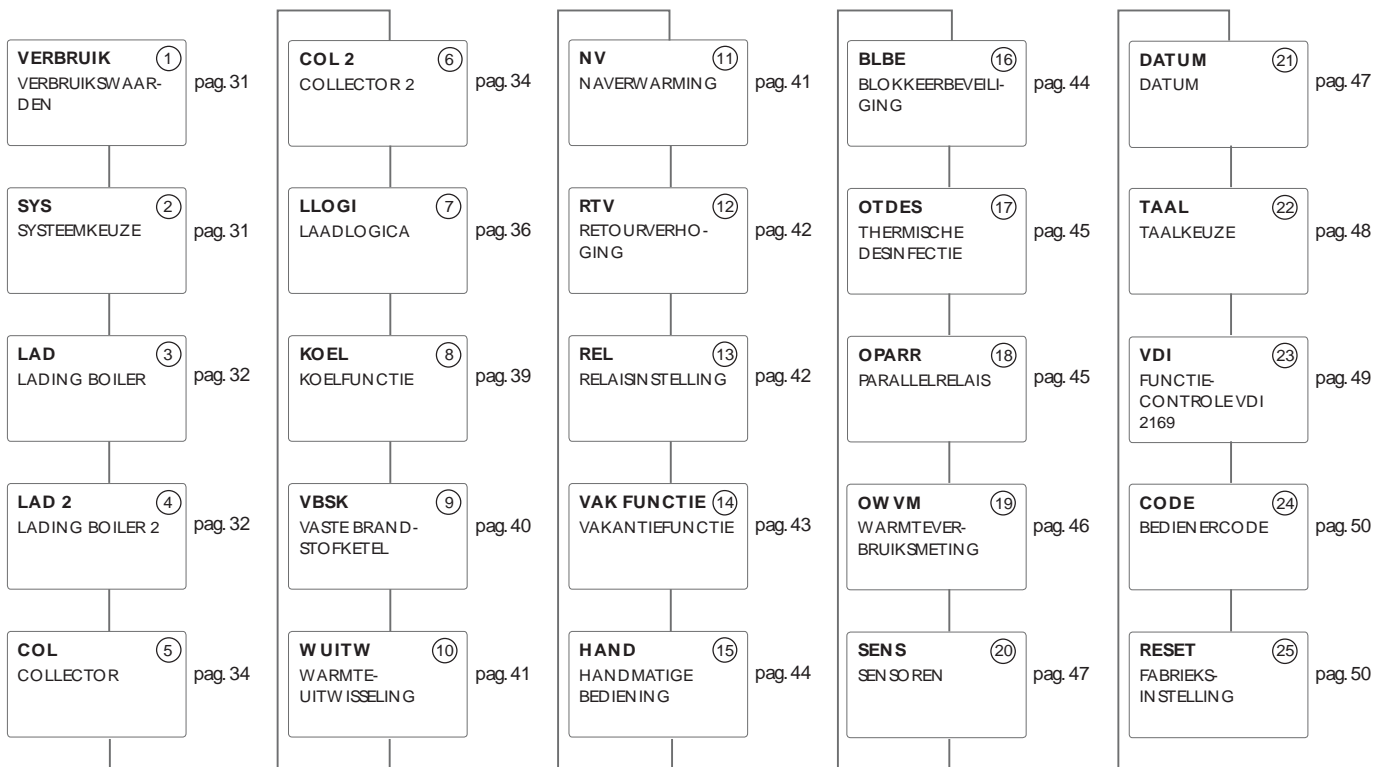 VERBRUIK 1
VERBRUIKSWAAR-
DEN
pag. 31
SYS 2
SYSTEEMKEUZE
pag. 31
LAD 3
LADING BOILER
pag. 32
LAD 2 4
LADING BOILER 2
pag. 32
COL 5
COLLECTOR
pag. 34
COL 2 6
COLLECTOR 2
pag. 34
LLOGI 7
LAADLOGICA
pag. 36
KOEL 8
KOELFUNCTIE
pag. 39
VBSK 9
VASTE BRAND-
STOFKETEL
pag. 40
WUITW 10
WARMTE-
UITWISSELING
pag. 41
NV 11
NAVERWARMING
pag. 41
RTV 12
RETOURVERHO-
GING
pag. 42
REL 13
RELAISINSTELLING
pag. 42
VAK FUNCTIE 14
VAKANTIEFUNCTIE
pag. 43
HAND 15
HANDMATIGE
BEDIENING
pag. 44
BLBE 16
BLOKKEERBEVEILI-
GING
pag. 44
OTDES 17
THERMISCHE
DESINFECTIE
pag. 45
OPARR 18
PARALLELRELAIS
pag. 45
OWVM 19
WARMTEVER-
BRUIKSMETING
pag. 46
SENS 20
SENSOREN
pag. 47
DATUM 21
DATUM
pag. 47
TAAL 22
TAALKEUZE
pag. 48
VDI 23
FUNCTIE-
CONTROLE VDI
2169
pag. 49
CODE 24
BEDIENERCODE
pag. 50
RESET 25
FABRIEKS-
INSTELLING
pag. 50